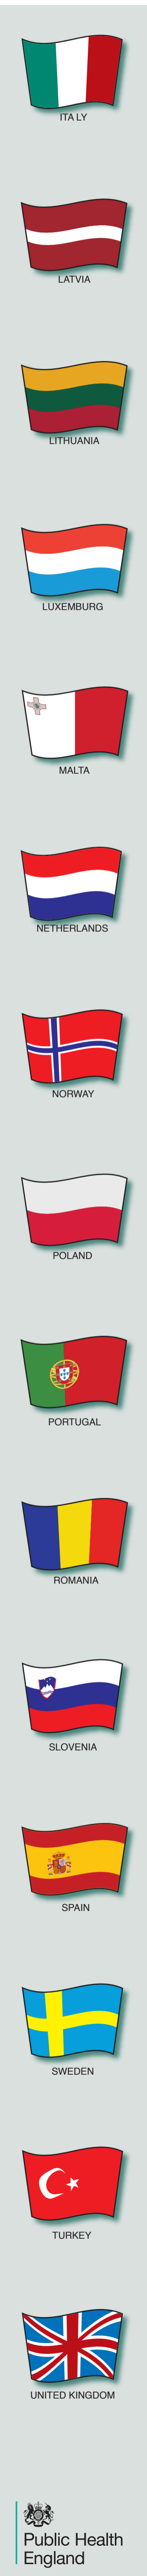 ITA LY
LATVIA
LITHUANIA
LUXEMBURG
MALTA
NETHERLANDS
NORWAY
POLAND
PORTUGAL
ROMANIA
SLOVENIA
SPAIN
SWEDEN
TURKEY
UNITED KINGDOM
Public Health
England